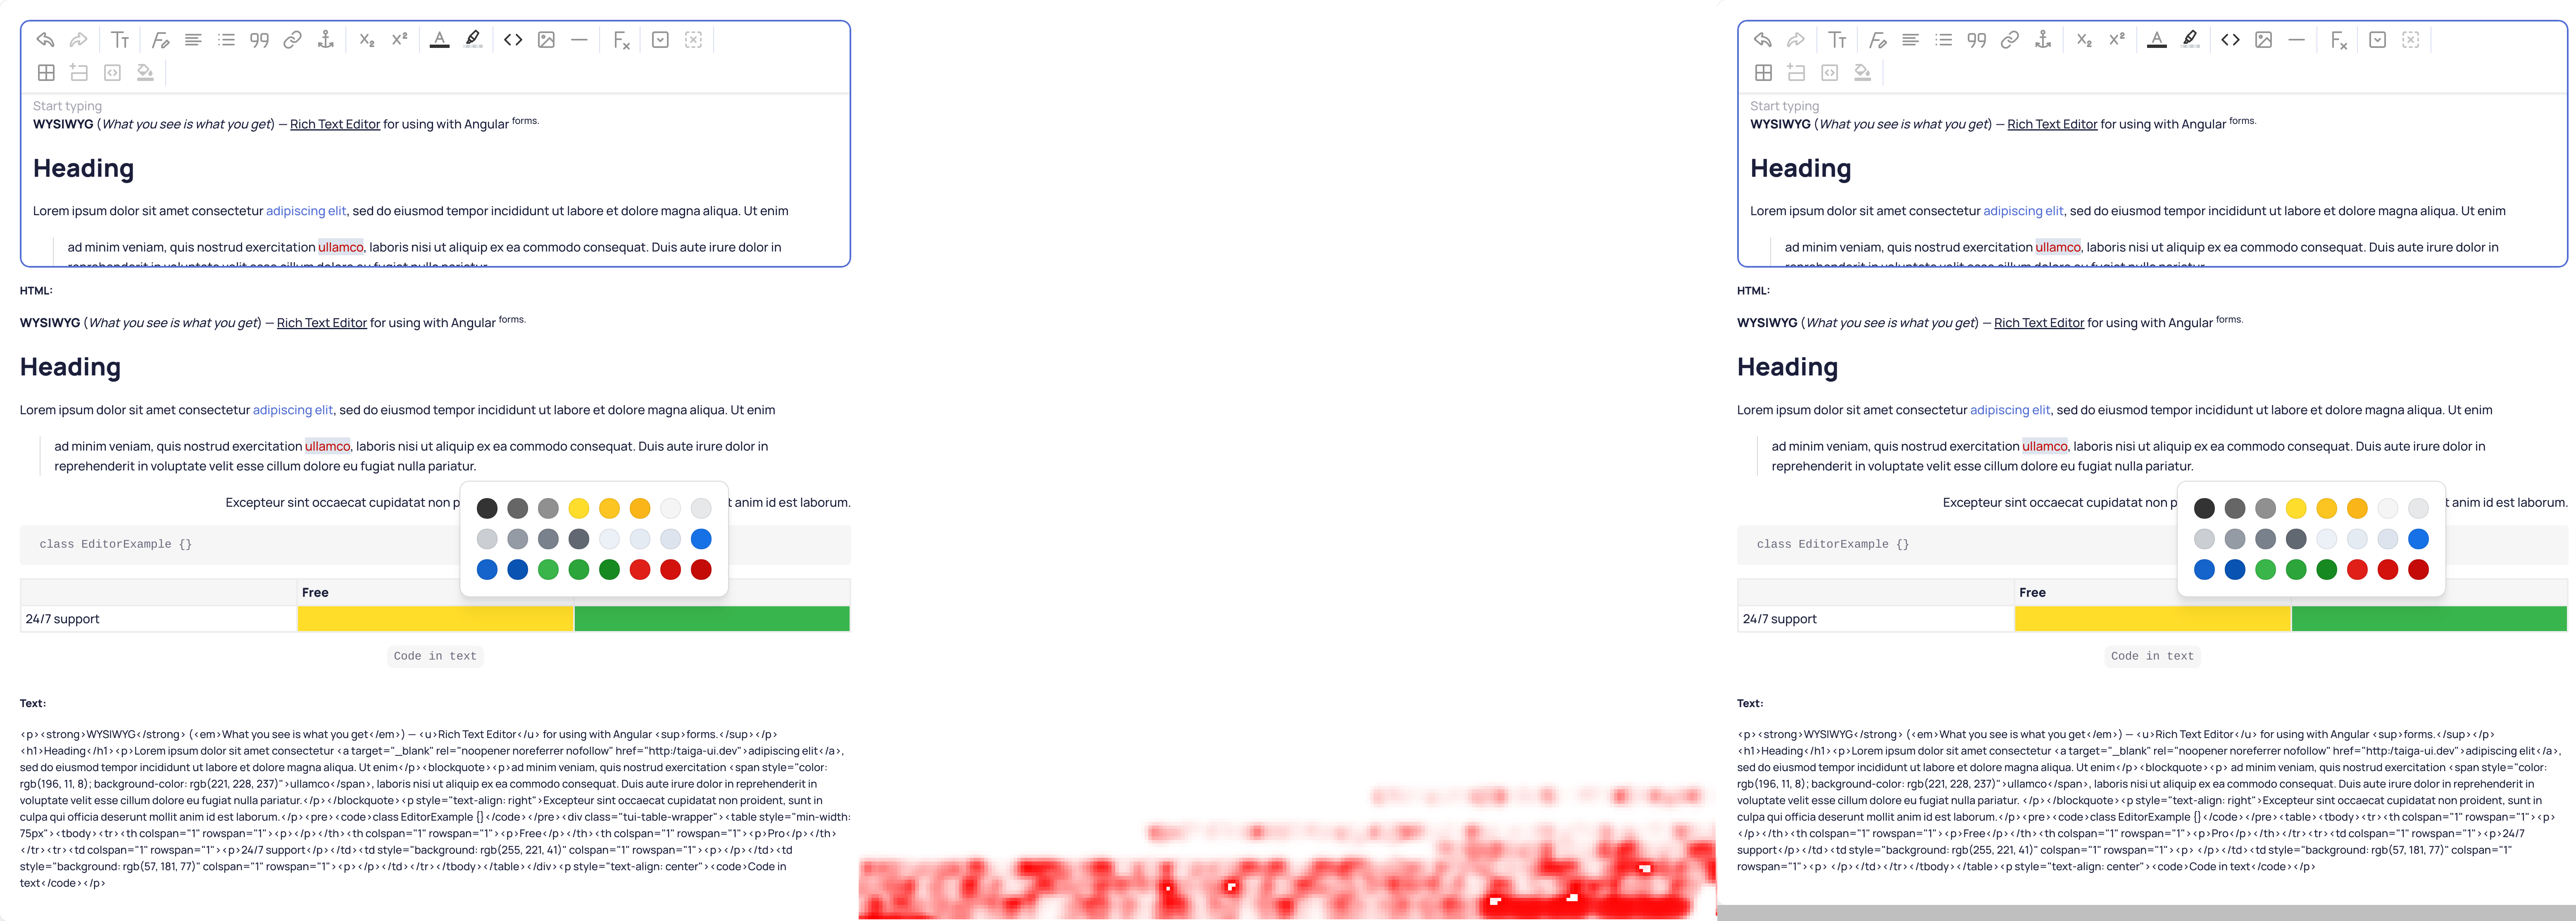 Start typing
WYSIWYG (What you see is what you get) — Rich Text Editor for using with Angular forms.
Heading
Lorem ipsum dolor sit amet consectetur adipiscing elit, sed do eiusmod tempor incididunt ut labore et dolore magna aliqua. Ut enim
ad minim veniam, quis nostrud exercitation ullamco, laboris nisi ut aliquip ex ea commodo consequat. Duis aute irure dolor in
reprehenderit in voluptate velit esse cillum dolore eu fugiat nulla pariatur.
HTML:
WYSIWYG (What you see is what you get) — Rich Text Editor for using with Angular forms.
Heading
Lorem ipsum dolor sit amet consectetur adipiscing elit, sed do eiusmod tempor incididunt ut labore et dolore magna aliqua. Ut enim
ad minim veniam, quis nostrud exercitation ullamco, laboris nisi ut aliquip ex ea commodo consequat. Duis aute irure dolor in
reprehenderit in voluptate velit esse cillum dolore eu fugiat nulla pariatur.
Excepteur sint occaecat cupidatat non p t anim id est laborum.
class EditorExample {}
Free
24/7 support
Code in text
Text:
<p><strong>WYSIWYG</strong> (<em>What you see is what you get</em>) — <u>Rich Text Editor</u> for using with Angular <sup>forms.</sup></p>
<h1>Heading</h1><p>Lorem ipsum dolor sit amet consectetur <a target="_blank" rel="noopener noreferrer nofollow" href="http:/taiga-ui.dev">adipiscing elit</a>,
sed do eiusmod tempor incididunt ut labore et dolore magna aliqua. Ut enim</p><blockquote><p>ad minim veniam, quis nostrud exercitation <span style="color:
rgb(196, 11, 8); background-color: rgb(221, 228, 237)">ullamco</span>, laboris nisi ut aliquip ex ea commodo consequat. Duis aute irure dolor in reprehenderit in
voluptate velit esse cillum dolore eu fugiat nulla pariatur.</p></blockquote><p style="text-align: right">Excepteur sint occaecat cupidatat non proident, sunt in
culpa qui officia deserunt mollit anim id est laborum.</p><pre><code>class EditorExample {}</code></pre><div class="tui-table-wrapper"><table style="min-width:
75px"><tbody><tr><th colspan="1" rowspan="1"><p></p></th><th colspan="1" rowspan="1"><p>Free</p></th><th colspan="1" rowspan="1"><p>Pro</p></th>
</tr><tr><td colspan="1" rowspan="1"><p>24/7 support</p></td><td style="background: rgb(255, 221, 41)" colspan="1" rowspan="1"><p></p></td><td
style="background: rgb(57, 181, 77)" colspan="1" rowspan="1"><p></p></td></tr></tbody></table></div><p style="text-align: center"><code>Code in
text</code></p>
Start typing
WYSIWYG (What you see is what you get) — Rich Text Editor for using with Angular forms.
Heading
Lorem ipsum dolor sit amet consectetur adipiscing elit, sed do eiusmod tempor incididunt ut labore et dolore magna aliqua. Ut enim
ad minim veniam, quis nostrud exercitation ullamco, laboris nisi ut aliquip ex ea commodo consequat. Duis aute irure dolor in
reprehenderit in voluptate velit esse cillum dolore eu fugiat nulla pariatur.
HTML:
WYSIWYG (What you see is what you get) — Rich Text Editor for using with Angular forms.
Heading
Lorem ipsum dolor sit amet consectetur adipiscing elit, sed do eiusmod tempor incididunt ut labore et dolore magna aliqua. Ut enim
ad minim veniam, quis nostrud exercitation ullamco, laboris nisi ut aliquip ex ea commodo consequat. Duis aute irure dolor in
reprehenderit in voluptate velit esse cillum dolore eu fugiat nulla pariatur.
Excepteur sint occaecat cupidatat non p t anim id est laborum.
class EditorExample {}
Free
24/7 support
Code in text
Text:
<p><strong>WYSIWYG</strong> (<em>What you see is what you get</em>) — <u>Rich Text Editor</u> for using with Angular <sup>forms.</sup></p>
<h1>Heading</h1><p>Lorem ipsum dolor sit amet consectetur <a target="_blank" rel="noopener noreferrer nofollow" href="http:/taiga-ui.dev">adipiscing elit</a>,
sed do eiusmod tempor incididunt ut labore et dolore magna aliqua. Ut enim</p><blockquote><p> ad minim veniam, quis nostrud exercitation <span style="color:
rgb(196, 11, 8); background-color: rgb(221, 228, 237)">ullamco</span>, laboris nisi ut aliquip ex ea commodo consequat. Duis aute irure dolor in reprehenderit in
voluptate velit esse cillum dolore eu fugiat nulla pariatur. </p></blockquote><p style="text-align: right">Excepteur sint occaecat cupidatat non proident, sunt in
culpa qui officia deserunt mollit anim id est laborum.</p><pre><code>class EditorExample {}</code></pre><table><tbody><tr><th colspan="1" rowspan="1"><p>
</p></th><th colspan="1" rowspan="1"><p>Free</p></th><th colspan="1" rowspan="1"><p>Pro</p></th></tr><tr><td colspan="1" rowspan="1"><p>24/7
support</p></td><td style="background: rgb(255, 221, 41)" colspan="1" rowspan="1"><p> </p></td><td style="background: rgb(57, 181, 77)" colspan="1"
rowspan="1"><p> </p></td></tr></tbody></table><p style="text-align: center"><code>Code in text</code></p>